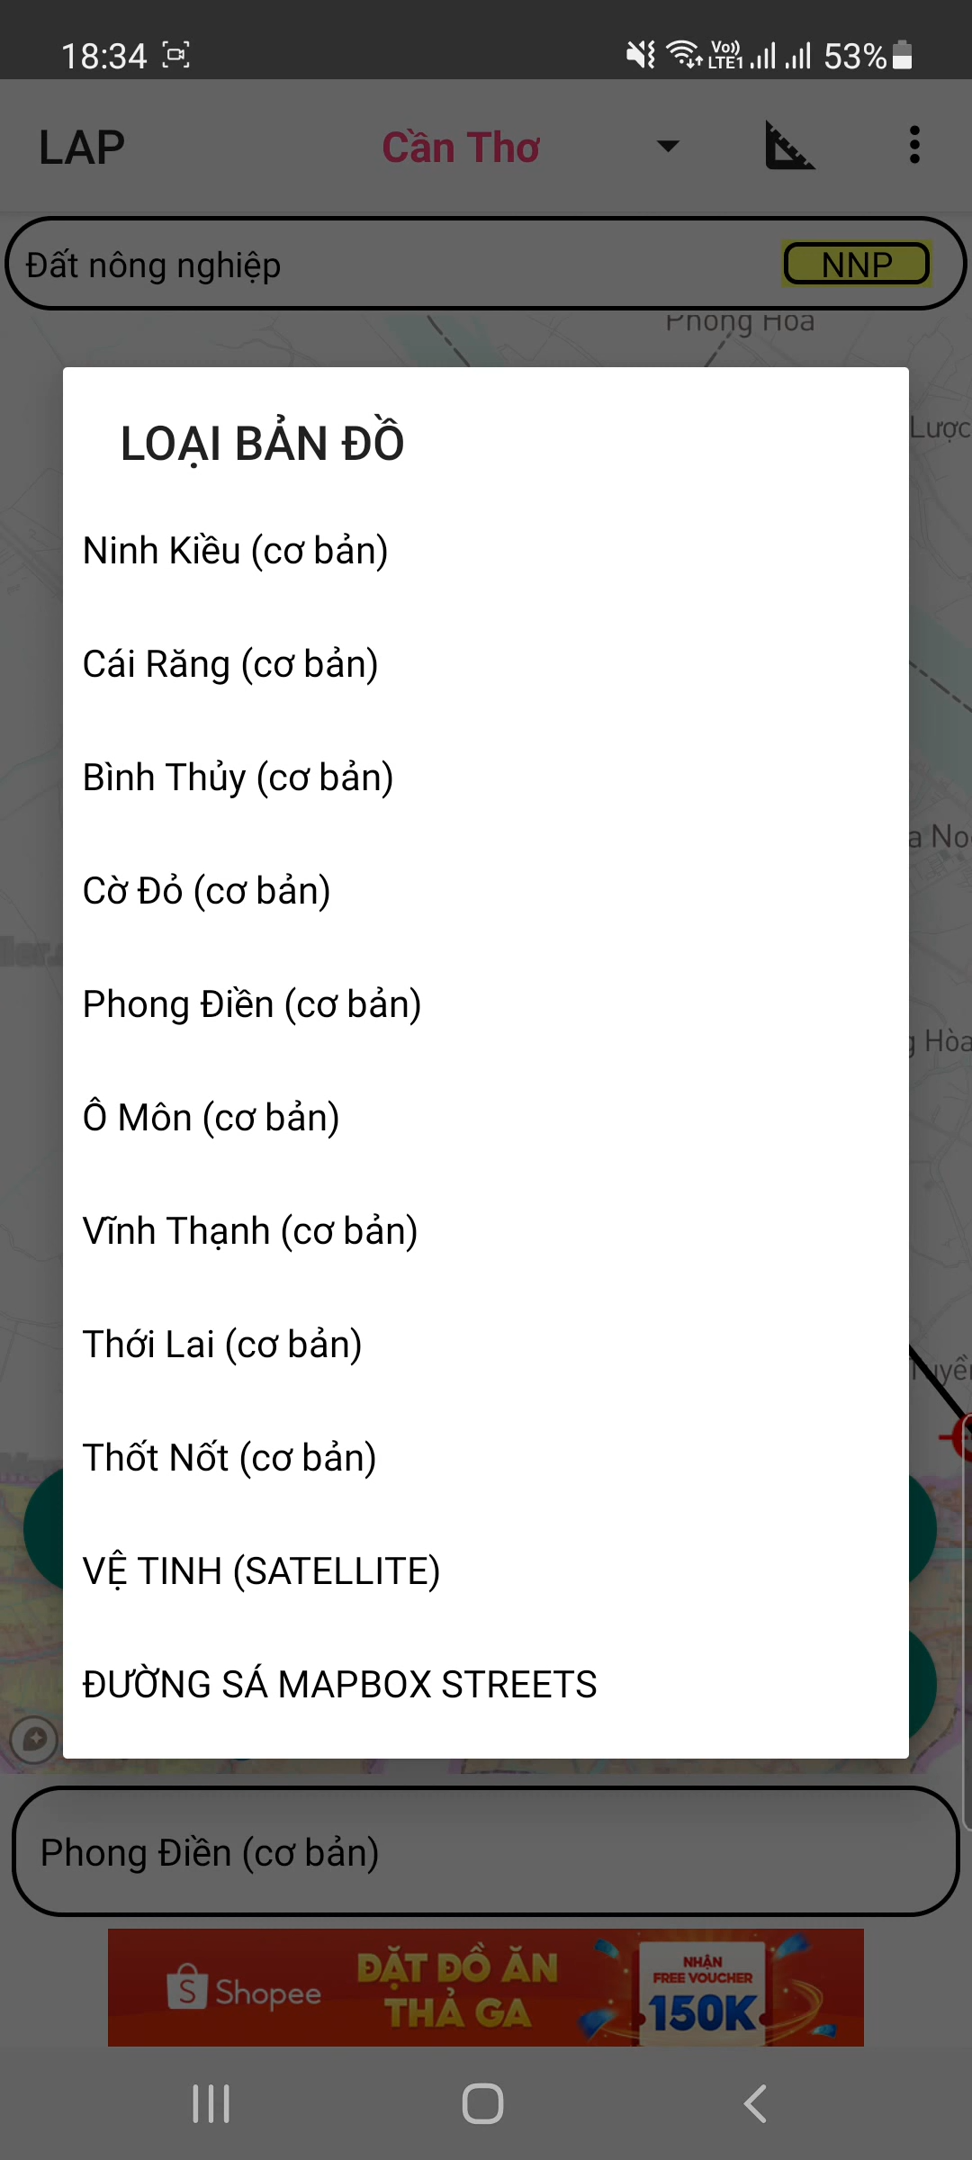 18:34
Vo))
LTE1
53%
LAP
Cần Thơ
Đất nông nghiệp
NNP
Phong Hòa
Lược
LOẠI BẢN ĐỒ
Ninh Kiều (cơ bản)
Cái Răng (cơ bản)
Bình Thủy (cơ bản)
Cờ Đỏ (cơ bản)
Phong Điền (cơ bản)
Ô Môn (cơ bản)
Vĩnh Thạnh (cơ bản)
Thới Lai (cơ bản)
Thốt Nốt (cơ bản)
VỆ TINH (SATELLITE)
ĐƯỜNG SÁ MAPBOX STREETS
Phong Điền (cơ bản)
Shopee
ĐẶT ĐỒ ĂN
THẢ GA
NHẬN
FREE VOUCHER
150K